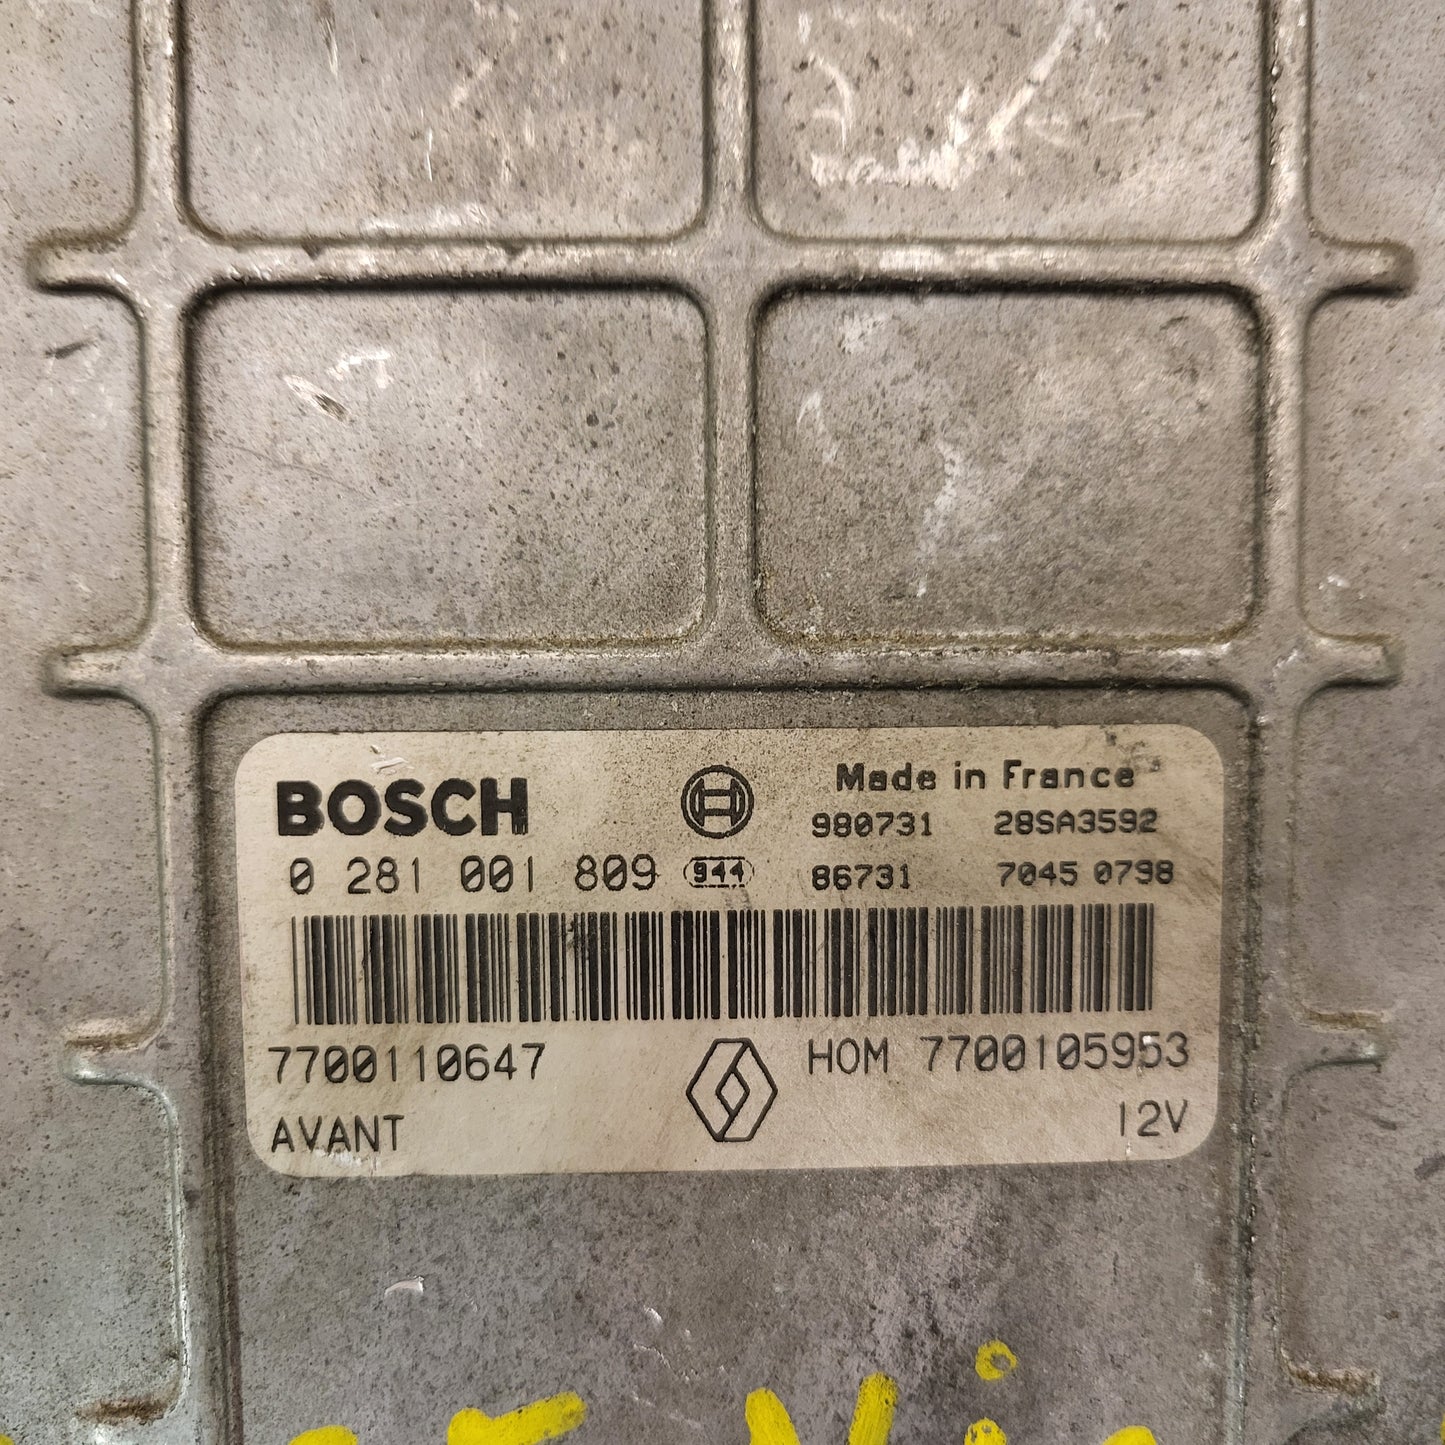 BOSCH Made in France
980731 28SA3592
0 281 001 809 944 86731 7045 0798
7700110647 HOM 7700105953
AVANT 12V